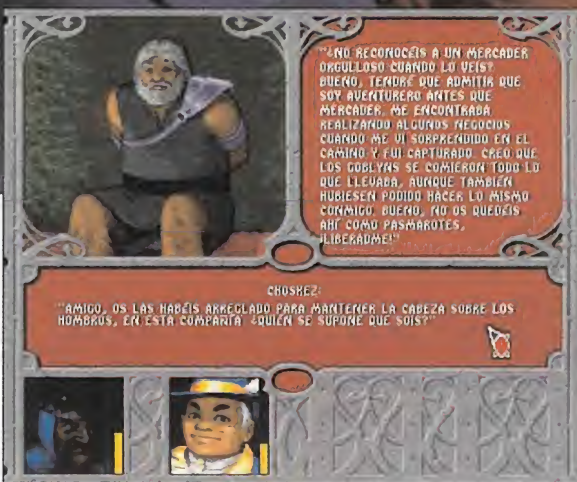 "¿NO RECONOCÉIS A UN MERCADER
ORGULLOSO CUANDO LO VEIS?
BUENO, TENDRÉ QUE ADMITIR QUE
SOY AVENTURERO ANTES QUE
MERCADER. ME ENCONTRABA
REALIZANDO ALGUNOS NEGOCIOS
CUANDO ME VÍ SORPRENDIDO EN EL
CAMINO Y FUI CAPTURADO. CREO QUE
LOS GOBLYNS SE COMIERON TODO LO
QUE LLEVABA, AUNQUE TAMBIÉN
HUBIESEN PODIDO HACER LO MISMO
CONMIGO. BUENO, NO OS QUEDÉIS
AHÍ COMO PASMAROTES,
¡LIBERADME!"
CHOSKEZ:
"AMIGO, OS LAS HABÉIS ARREGLADO PARA MANTENER LA CABEZA SOBRE LOS
HOMBROS, EN ESTA COMPAÑÍA. ¿QUIÉN SE SUPONE QUE SOIS?"